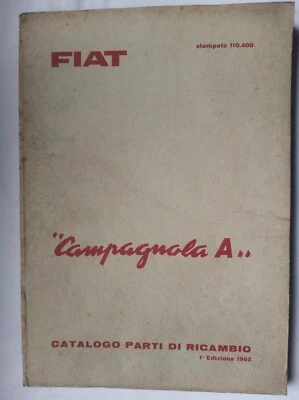 FIAT
stampato 110.400
"Campagnola A"
CATALOGO PARTI DI RICAMBIO
1ª Edizione 1962